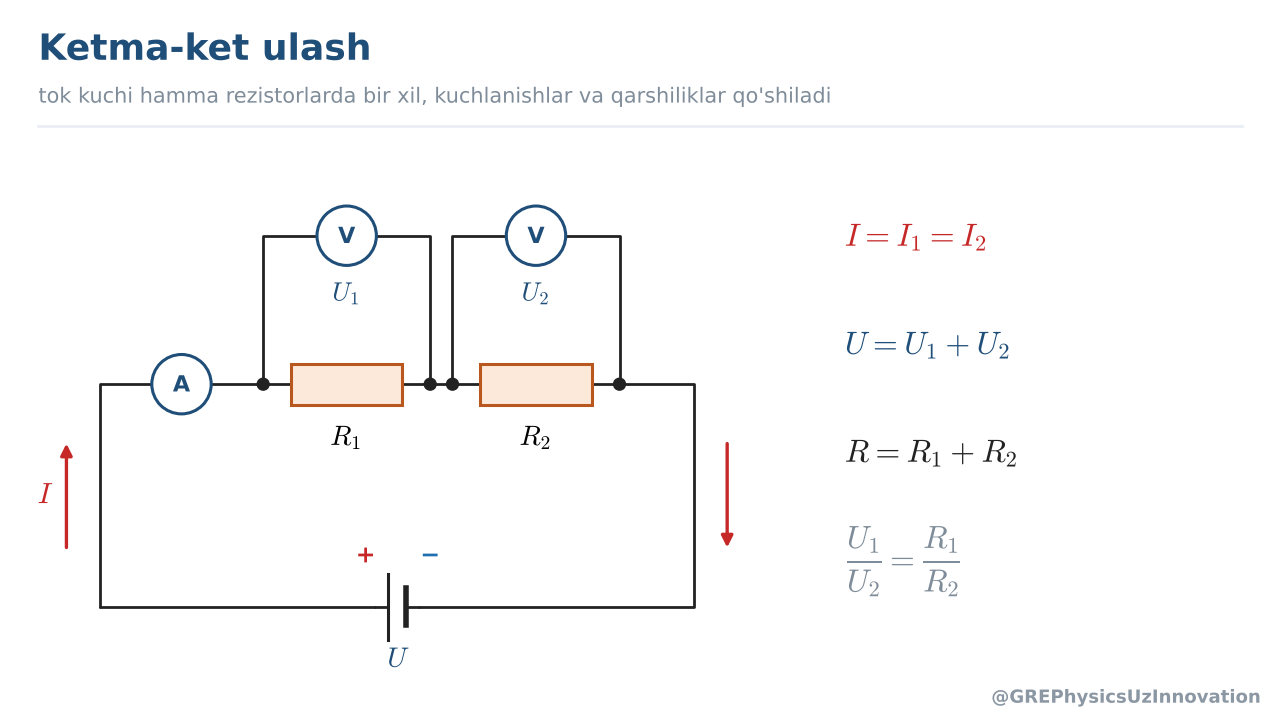 Ketma-ket ulash
tok kuchi hamma rezistorlarda bir xil, kuchlanishlar va qarshiliklar qo'shiladi
V V
U₁ U₂
I = I₁ = I₂
U = U₁ + U₂
A
R₁ R₂
R = R₁ + R₂
I
+ −
U₁/U₂ = R₁/R₂
U
@GREPhysicsUzInnovation